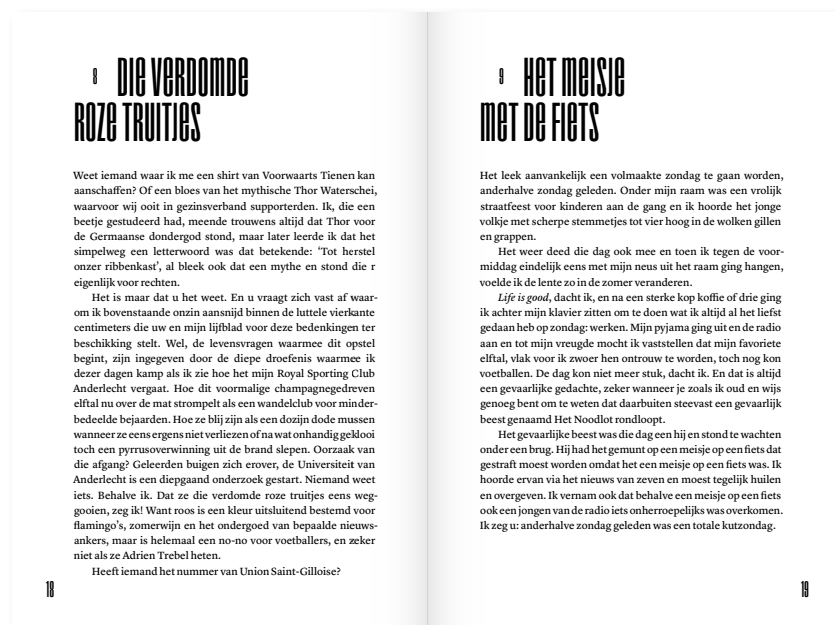 8 DIE VERDOMDE
ROZE TRUITJES
Weet iemand waar ik me een shirt van Voorwaarts Tienen kan
aanschaffen? Of een bloes van het mythische Thor Waterschei,
waarvoor wij ooit in gezinsverband supporterden. Ik, die een
beetje gestudeerd had, meende trouwens altijd dat Thor voor
de Germaanse dondergod stond, maar later leerde ik dat het
simpelweg een letterwoord was dat betekende: ‘Tot herstel
onzer ribbenkast’, al bleek ook dat een mythe en stond die r
eigenlijk voor rechten.
Het is maar dat u het weet. En u vraagt zich vast af waar-
om ik bovenstaande onzin aansnijd binnen de luttele vierkante
centimeters die uw en mijn lijfblad voor deze bedenkingen ter
beschikking stelt. Wel, de levensvragen waarmee dit opstel
begint, zijn ingegeven door de diepe droefenis waarmee ik
dezer dagen kamp als ik zie hoe het mijn Royal Sporting Club
Anderlecht vergaat. Hoe dit voormalige champagnegedreven
elftal nu over de mat strompelt als een wandelclub voor minder-
bedeelde bejaarden. Hoe ze blij zijn als een dozijn dode mussen
wanneer ze eens ergens niet verliezen of na wat onhandig geklooi
toch een pyrrusoverwinning uit de brand slepen. Oorzaak van
die afgang? Geleerden buigen zich erover, de Universiteit van
Anderlecht is een diepgaand onderzoek gestart. Niemand weet
iets. Behalve ik. Dat ze die verdomde roze truitjes eens weg-
gooien, zeg ik! Want roos is een kleur uitsluitend bestemd voor
flamingo’s, zomerwijn en het ondergoed van bepaalde nieuws-
ankers, maar is helemaal een no-no voor voetballers, en zeker
niet als ze Adrien Trebel heten.
Heeft iemand het nummer van Union Saint-Gilloise?
18
9 HET MEISJE
MET DE FIETS
Het leek aanvankelijk een volmaakte zondag te gaan worden,
anderhalve zondag geleden. Onder mijn raam was een vrolijk
straatfeest voor kinderen aan de gang en ik hoorde het jonge
volkje met scherpe stemmetjes tot vier hoog in de wolken gillen
en grappen.
Het weer deed die dag ook mee en toen ik tegen de voor-
middag eindelijk eens met mijn neus uit het raam ging hangen,
voelde ik de lente zo in de zomer veranderen.
Life is good, dacht ik, en na een sterke kop koffie of drie ging
ik achter mijn klavier zitten om te doen wat ik altijd al het liefst
gedaan heb op zondag: werken. Mijn pyjama ging uit en de radio
aan en tot mijn vreugde mocht ik vaststellen dat mijn favoriete
elftal, vlak voor ik zwoer hen ontrouw te worden, toch nog kon
voetballen. De dag kon niet meer stuk, dacht ik. En dat is altijd
een gevaarlijke gedachte, zeker wanneer je zoals ik oud en wijs
genoeg bent om te weten dat daarbuiten steevast een gevaarlijk
beest genaamd Het Noodlot rondloopt.
Het gevaarlijke beest was die dag een hij en stond te wachten
onder een brug. Hij had het gemunt op een meisje op een fiets dat
gestraft moest worden omdat het een meisje op een fiets was. Ik
hoorde ervan via het nieuws van zeven en moest tegelijk huilen
en overgeven. Ik vernam ook dat behalve een meisje op een fiets
ook een jongen van de radio iets onherroepelijks was overkomen.
Ik zeg u: anderhalve zondag geleden was een totale kutzondag.
19